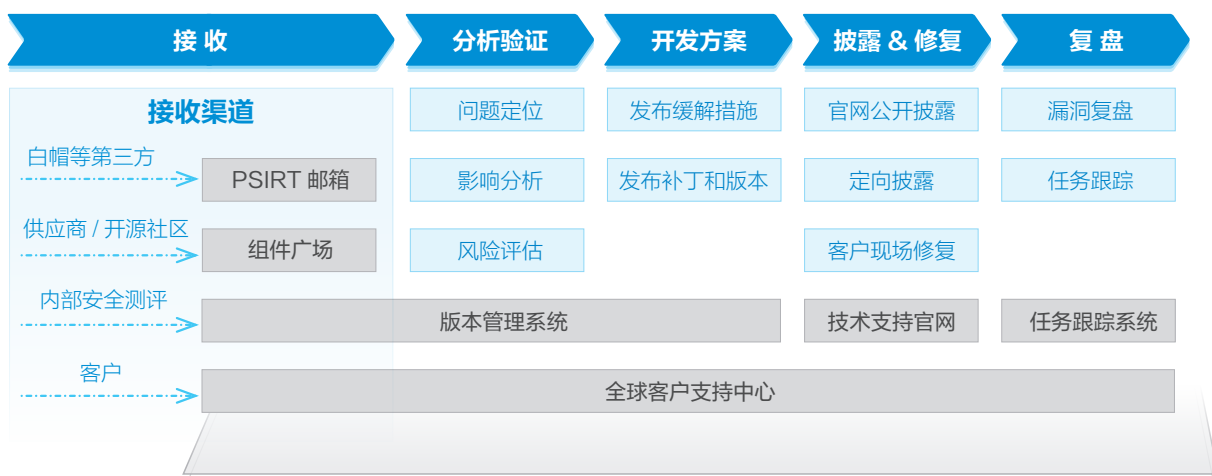 接 收
分析验证
开发方案
披露 & 修复
复 盘
接收渠道
问题定位
发布缓解措施
官网公开披露
漏洞复盘
白帽等第三方
PSIRT 邮箱
影响分析
发布补丁和版本
定向披露
任务跟踪
供应商 / 开源社区
组件广场
风险评估
客户现场修复
内部安全测评
版本管理系统
技术支持官网
任务跟踪系统
客户
全球客户支持中心